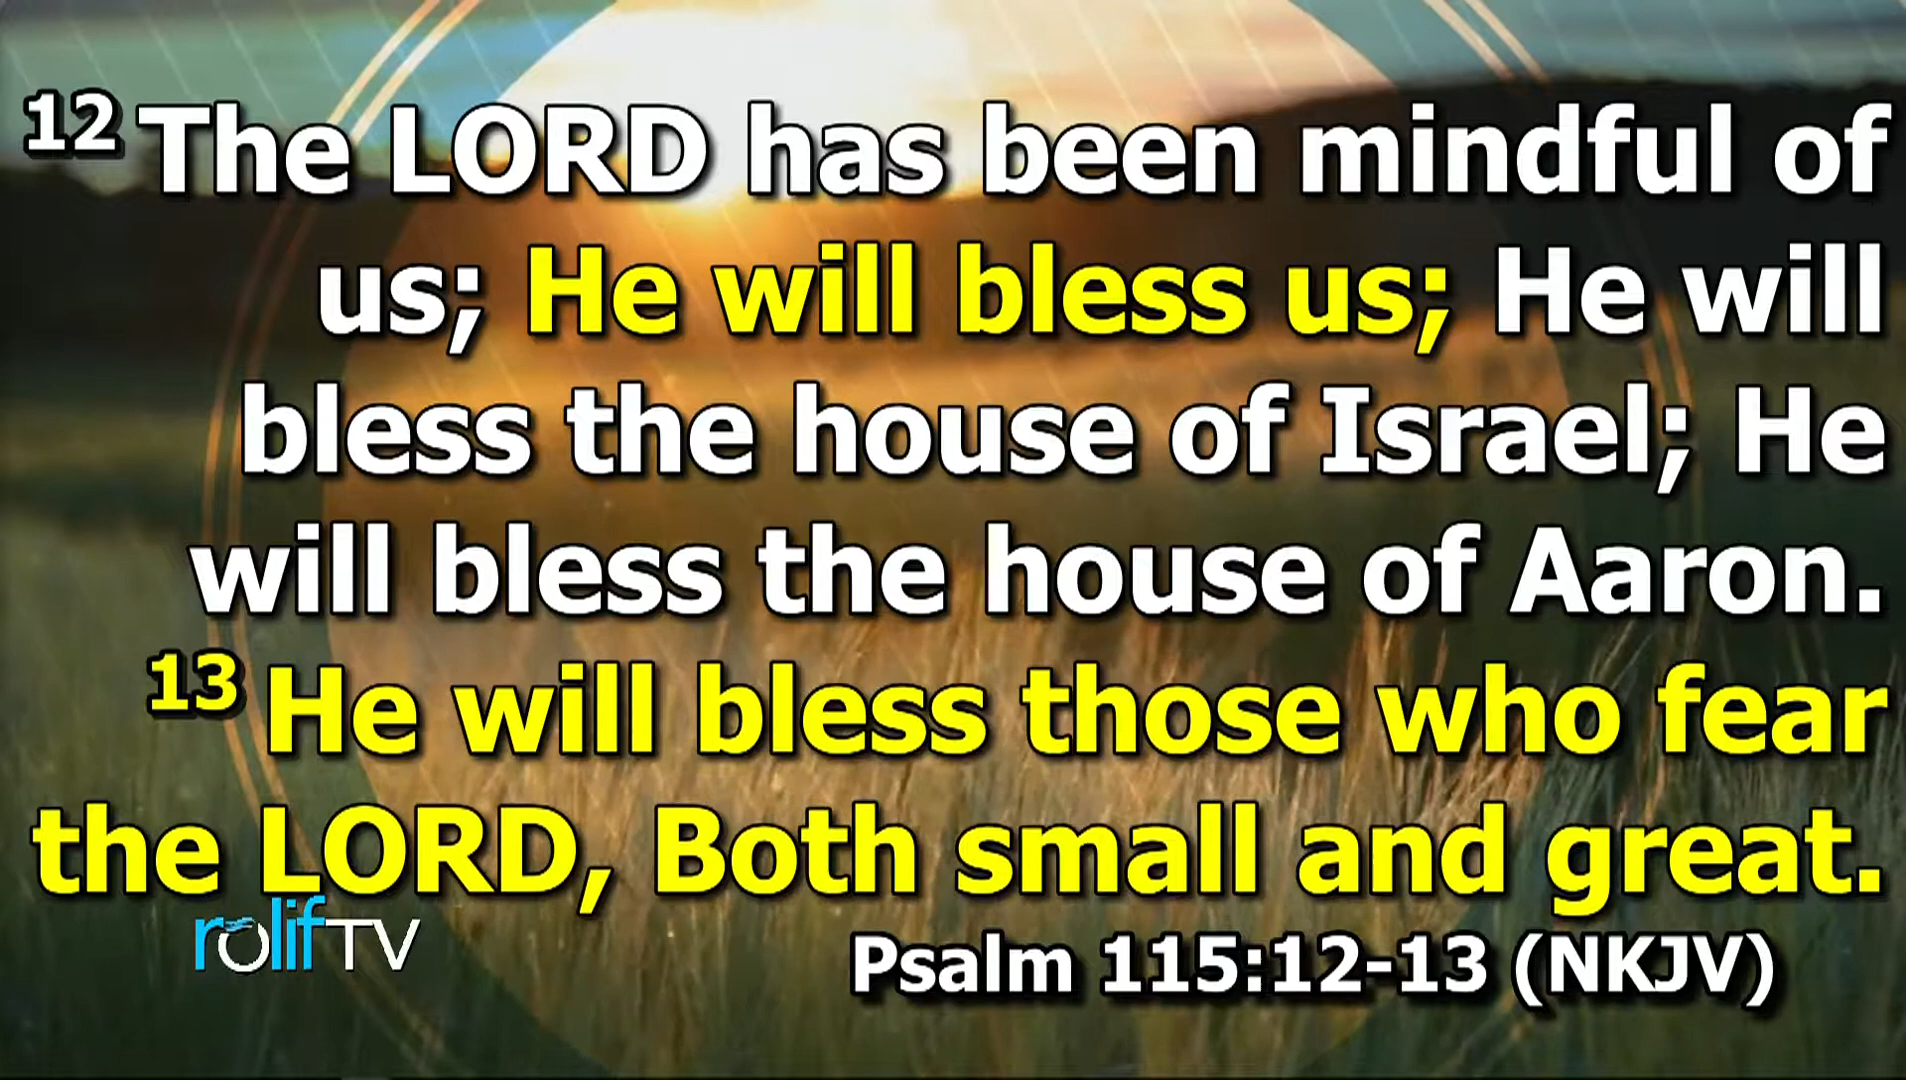 12 The LORD has been mindful of
us; He will bless us; He will
bless the house of Israel; He
will bless the house of Aaron.
13 He will bless those who fear
the LORD, Both small and great.
rolifTV
Psalm 115:12-13 (NKJV)